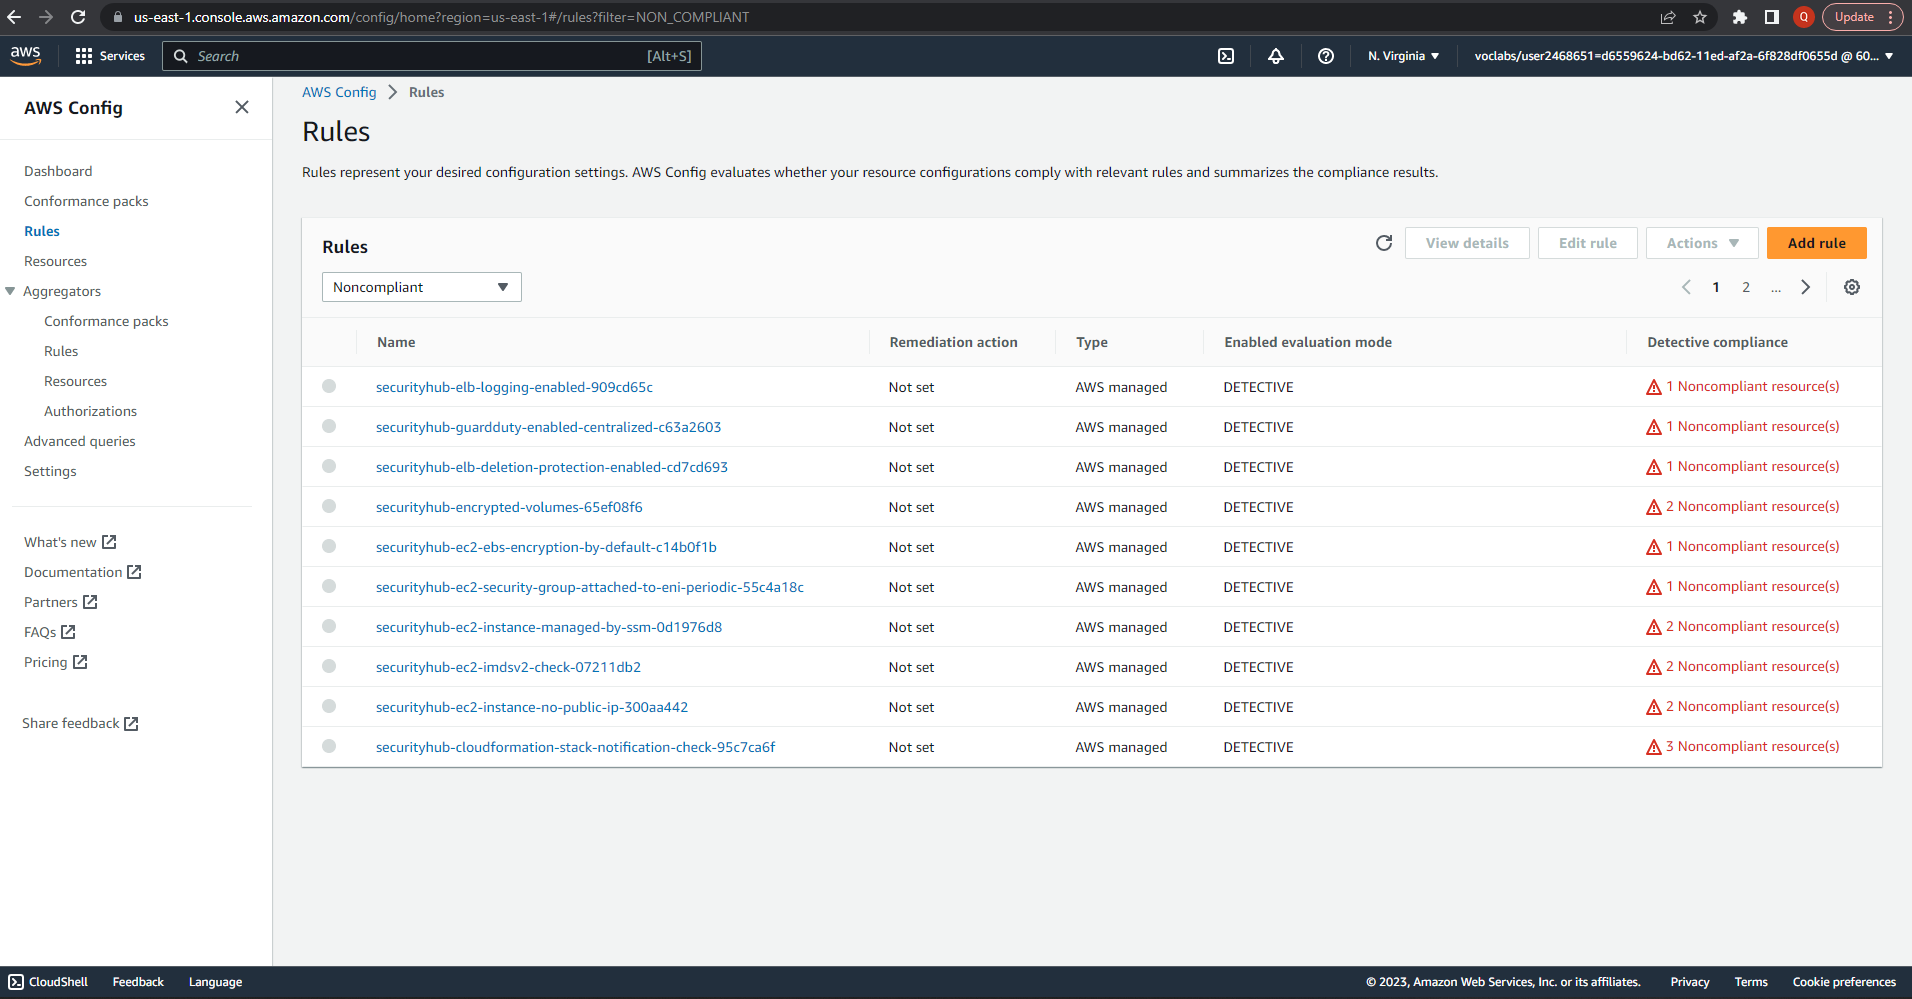 us-east-1.console.aws.amazon.com/config/home?region=us-east-1#/rules?filter=NON_COMPLIANT
Q
Update
aws
Services
Search
[Alt+S]
N. Virginia
voclabs/user2468651=d6559624-bd62-11ed-af2a-6f828df0655d @ 60...
AWS Config
Dashboard
Conformance packs
Rules
Resources
Aggregators
Conformance packs
Rules
Resources
Authorizations
Advanced queries
Settings
What's new
Documentation
Partners
FAQs
Pricing
Share feedback
AWS Config
Rules
Rules
Rules represent your desired configuration settings. AWS Config evaluates whether your resource configurations comply with relevant rules and summarizes the compliance results.
Rules
View details
Edit rule
Actions
Add rule
Noncompliant
1 2 ...
Name Remediation action Type Enabled evaluation mode Detective compliance
securityhub-elb-logging-enabled-909cd65c Not set AWS managed DETECTIVE 1 Noncompliant resource(s)
securityhub-guardduty-enabled-centralized-c63a2603 Not set AWS managed DETECTIVE 1 Noncompliant resource(s)
securityhub-elb-deletion-protection-enabled-cd7cd693 Not set AWS managed DETECTIVE 1 Noncompliant resource(s)
securityhub-encrypted-volumes-65ef08f6 Not set AWS managed DETECTIVE 2 Noncompliant resource(s)
securityhub-ec2-ebs-encryption-by-default-c14b0f1b Not set AWS managed DETECTIVE 1 Noncompliant resource(s)
securityhub-ec2-security-group-attached-to-eni-periodic-55c4a18c Not set AWS managed DETECTIVE 1 Noncompliant resource(s)
securityhub-ec2-instance-managed-by-ssm-0d1976d8 Not set AWS managed DETECTIVE 2 Noncompliant resource(s)
securityhub-ec2-imdsv2-check-07211db2 Not set AWS managed DETECTIVE 2 Noncompliant resource(s)
securityhub-ec2-instance-no-public-ip-300aa442 Not set AWS managed DETECTIVE 2 Noncompliant resource(s)
securityhub-cloudformation-stack-notification-check-95c7ca6f Not set AWS managed DETECTIVE 3 Noncompliant resource(s)
CloudShell
Feedback
Language
© 2023, Amazon Web Services, Inc. or its affiliates.
Privacy
Terms
Cookie preferences